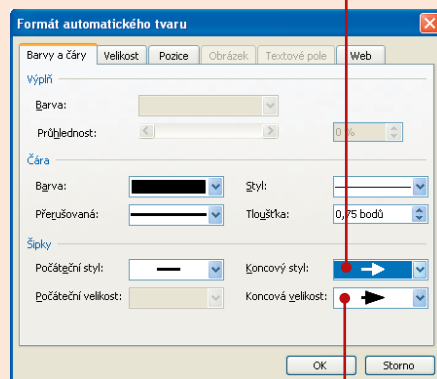 Formát automatického tvaru
Barvy a čáry Velikost Pozice Obrázek Textové pole Web
Výplň
Barva:
Průhlednost: 0 %
Čára
Barva: Styl:
Přerušovaná: Tloušťka: 0,75 bodů
Šipky
Počáteční styl: Koncový styl:
Počáteční velikost: Koncová velikost:
OK Storno